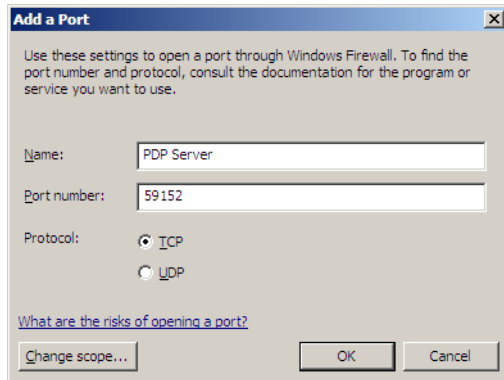 Add a Port
Use these settings to open a port through Windows Firewall. To find the
port number and protocol, consult the documentation for the program or
service you want to use.
Name: PDP Server
Port number: 59152
Protocol: TCP
UDP
What are the risks of opening a port?
Change scope... OK Cancel